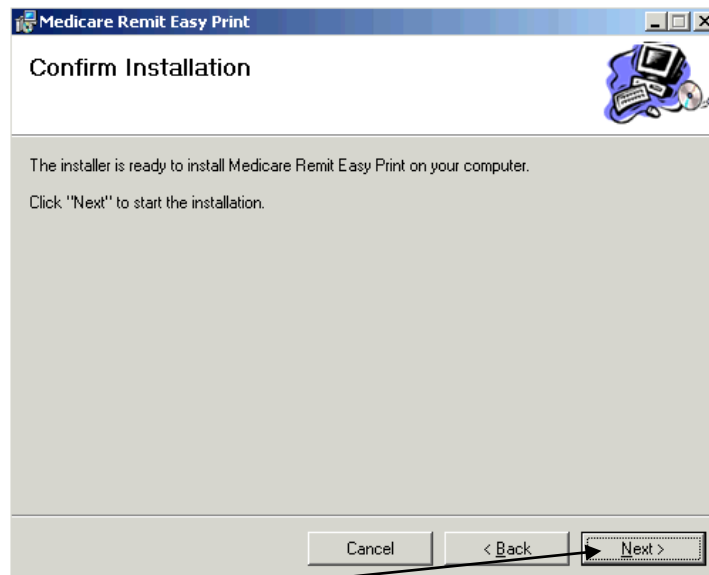 Medicare Remit Easy Print
Confirm Installation
The installer is ready to install Medicare Remit Easy Print on your computer.
Click "Next" to start the installation.
Cancel
< Back
Next >